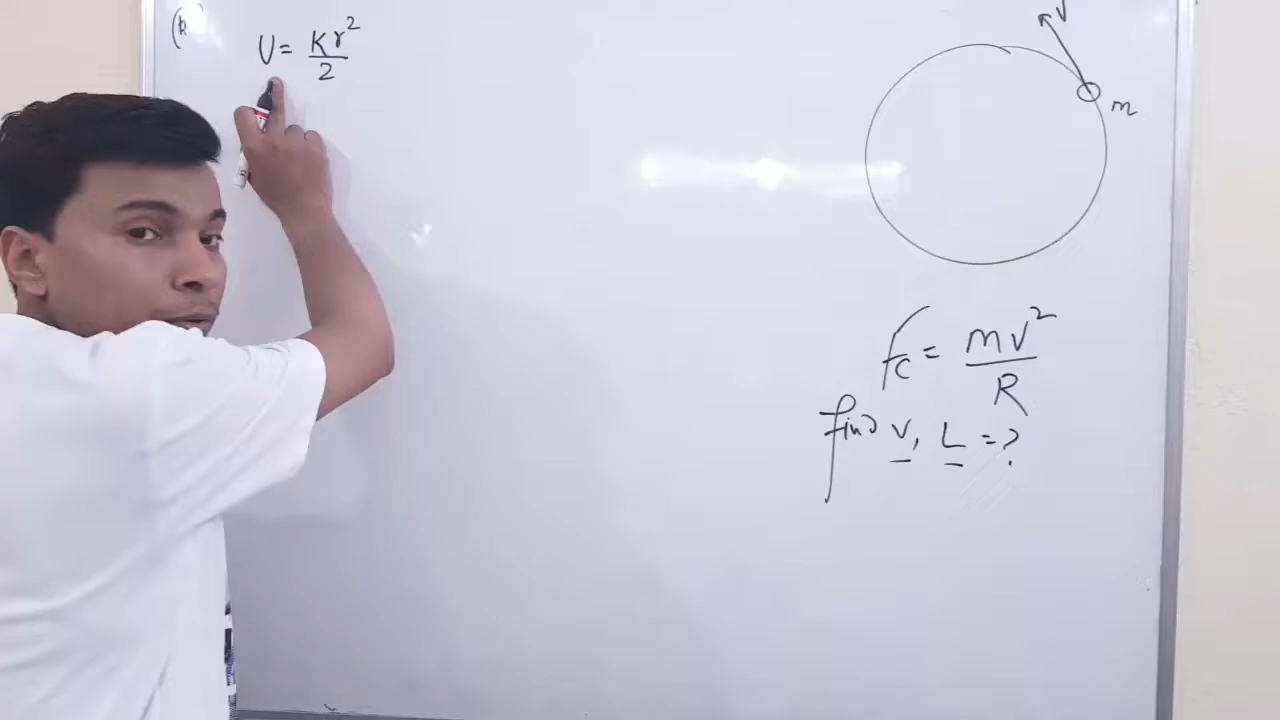 U = Kr²/2
V
m
fc = mv²/R
find v, L = ?